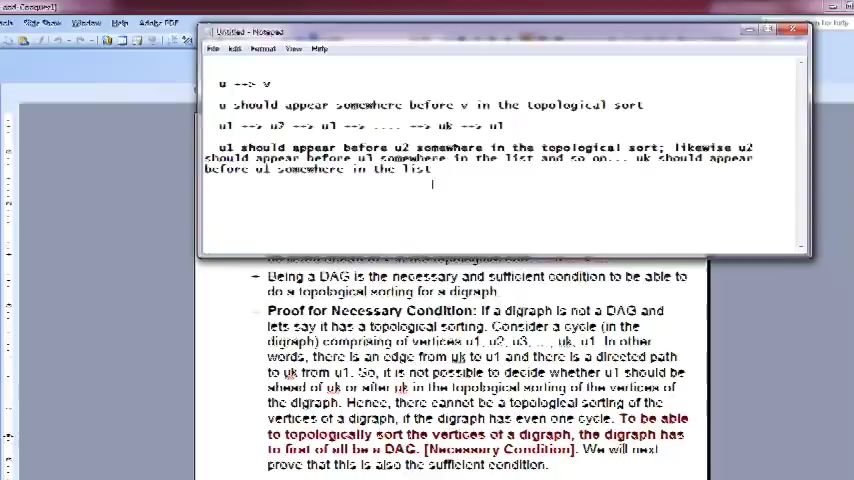 and-Conquer1]
Slide Show Window Help Adobe PDF
Untitled - Notepad
File Edit Format View Help
u --> v
u should appear somewhere before v in the topological sort
u1 --> u2 --> u3 --> .... --> uk --> u1
u1 should appear before u2 somewhere in the topological sort; likewise u2
should appear before u3 somewhere in the list and so on... uk should appear
before u1 somewhere in the list
+ Being a DAG is the necessary and sufficient condition to be able to
do a topological sorting for a digraph.
– Proof for Necessary Condition: If a digraph is not a DAG and
lets say it has a topological sorting. Consider a cycle (in the
digraph) comprising of vertices u1, u2, u3, ..., uk, u1. In other
words, there is an edge from uk to u1 and there is a directed path
to uk from u1. So, it is not possible to decide whether u1 should be
ahead of uk or after uk in the topological sorting of the vertices of
the digraph. Hence, there cannot be a topological sorting of the
vertices of a digraph, if the digraph has even one cycle. To be able
to topologically sort the vertices of a digraph, the digraph has
to first of all be a DAG. [Necessary Condition]. We will next
prove that this is also the sufficient condition.